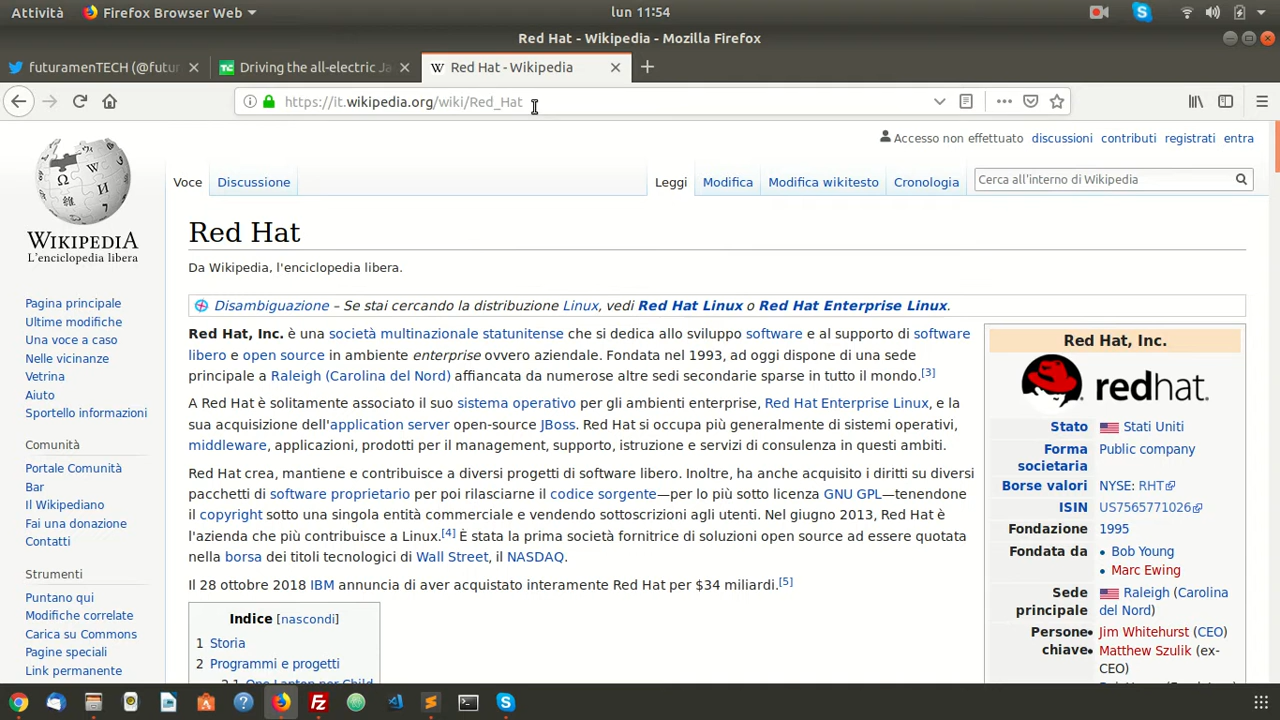 Attività
Firefox Browser Web
lun 11:54
Red Hat - Wikipedia - Mozilla Firefox
futuramenTECH (@futur
Driving the all-electric Ja
Red Hat - Wikipedia
https://it.wikipedia.org/wiki/Red_Hat
Accesso non effettuato discussioni contributi registrati entra
Voce Discussione Leggi Modifica Modifica wikitesto Cronologia Cerca all'interno di Wikipedia
WIKIPEDIA
L'enciclopedia libera
Pagina principale
Ultime modifiche
Una voce a caso
Nelle vicinanze
Vetrina
Aiuto
Sportello informazioni
Comunità
Portale Comunità
Bar
Il Wikipediano
Fai una donazione
Contatti
Strumenti
Puntano qui
Modifiche correlate
Carica su Commons
Pagine speciali
Link permanente
Red Hat
Da Wikipedia, l'enciclopedia libera.
Disambiguazione – Se stai cercando la distribuzione Linux, vedi Red Hat Linux o Red Hat Enterprise Linux.
Red Hat, Inc. è una società multinazionale statunitense che si dedica allo sviluppo software e al supporto di software
libero e open source in ambiente enterprise ovvero aziendale. Fondata nel 1993, ad oggi dispone di una sede
principale a Raleigh (Carolina del Nord) affiancata da numerose altre sedi secondarie sparse in tutto il mondo.[3]
A Red Hat è solitamente associato il suo sistema operativo per gli ambienti enterprise, Red Hat Enterprise Linux, e la
sua acquisizione dell'application server open-source JBoss. Red Hat si occupa più generalmente di sistemi operativi,
middleware, applicazioni, prodotti per il management, supporto, istruzione e servizi di consulenza in questi ambiti.
Red Hat crea, mantiene e contribuisce a diversi progetti di software libero. Inoltre, ha anche acquisito i diritti su diversi
pacchetti di software proprietario per poi rilasciarne il codice sorgente—per lo più sotto licenza GNU GPL—tenendone
il copyright sotto una singola entità commerciale e vendendo sottoscrizioni agli utenti. Nel giugno 2013, Red Hat è
l'azienda che più contribuisce a Linux.[4] È stata la prima società fornitrice di soluzioni open source ad essere quotata
nella borsa dei titoli tecnologici di Wall Street, il NASDAQ.
Il 28 ottobre 2018 IBM annuncia di aver acquistato interamente Red Hat per $34 miliardi.[5]
Indice [nascondi]
1 Storia
2 Programmi e progetti
2.1 One Laptop per Child
Red Hat, Inc.
redhat.
Stato Stati Uniti
Forma societaria Public company
Borse valori NYSE: RHT
ISIN US7565771026
Fondazione 1995
Fondata da • Bob Young
• Marc Ewing
Sede principale Raleigh (Carolina
del Nord)
Persone chiave • Jim Whitehurst (CEO)
• Matthew Szulik (ex-
CEO)